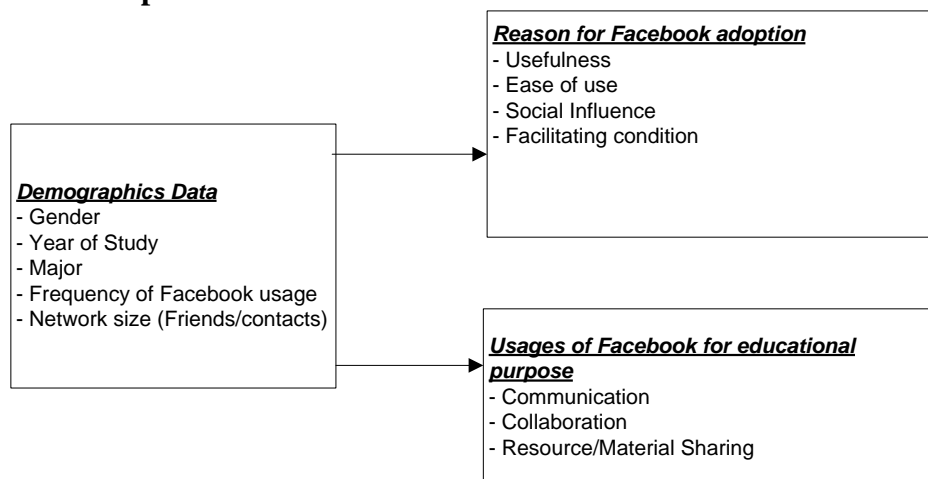 Reason for Facebook adoption
- Usefulness
- Ease of use
- Social Influence
- Facilitating condition
Demographics Data
- Gender
- Year of Study
- Major
- Frequency of Facebook usage
- Network size (Friends/contacts)
Usages of Facebook for educational
purpose
- Communication
- Collaboration
- Resource/Material Sharing